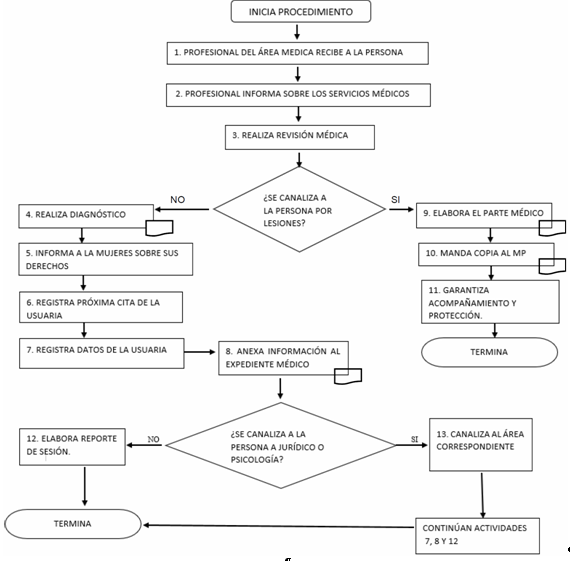 INICIA PROCEDIMIENTO
1. PROFESIONAL DEL ÁREA MEDICA RECIBE A LA PERSONA
2. PROFESIONAL INFORMA SOBRE LOS SERVICIOS MÉDICOS
3. REALIZA REVISIÓN MÉDICA
¿SE CANALIZA A
LA PERSONA POR
LESIONES?
NO
SI
4. REALIZA DIAGNÓSTICO
5. INFORMA A LA MUJERES SOBRE SUS
DERECHOS
6. REGISTRA PRÓXIMA CITA DE LA
USUARIA
7. REGISTRA DATOS DE LA USUARIA
9. ELABORA EL PARTE MÉDICO
10. MANDA COPIA AL MP
11. GARANTIZA
ACOMPAÑAMIENTO Y
PROTECCIÓN.
TERMINA
8. ANEXA INFORMACIÓN AL
EXPEDIENTE MÉDICO
¿SE CANALIZA A LA
PERSONA A JURÍDICO O
PSICOLOGÍA?
NO
SI
12. ELABORA REPORTE
DE SESIÓN.
TERMINA
13. CANALIZA AL ÁREA
CORRESPONDIENTE
CONTINÚAN ACTIVIDADES
7, 8 Y 12